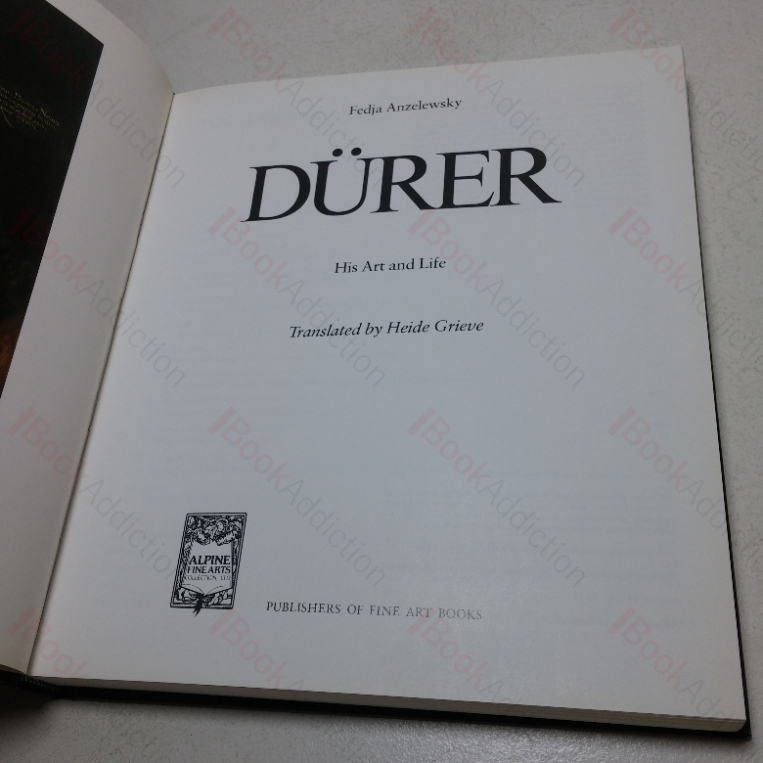 Fedja Anzelewsky
DÜRER
His Art and Life
Translated by Heide Grieve
ALPINE
FINE ARTS
COLLECTION, LTD.
PUBLISHERS OF FINE ART BOOKS
BookAddiction